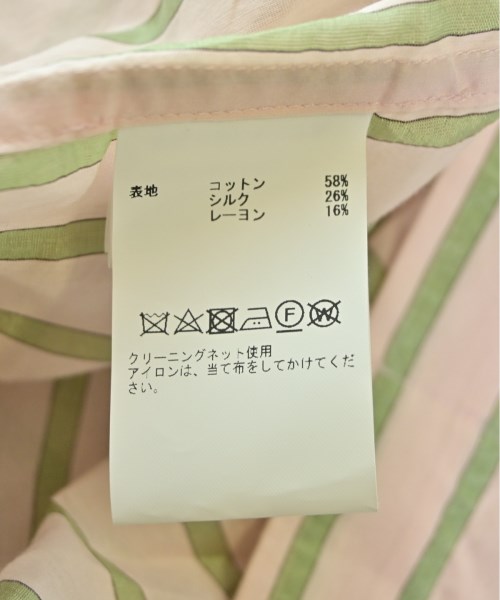 表地 コットン 58%
シルク 26%
レーヨン 16%
F W
クリーニングネット使用
アイロンは、当て布をしてかけてくだ
さい。